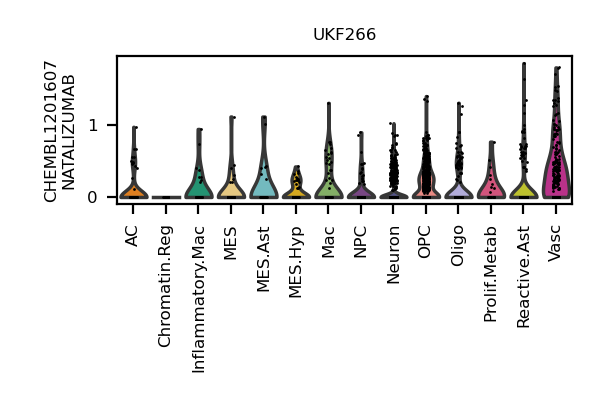 UKF266
CHEMBL1201607
NATALIZUMAB
1
0
AC
Chromatin.Reg
Inflammatory.Mac
MES
MES.Ast
MES.Hyp
Mac
NPC
Neuron
OPC
Oligo
Prolif.Metab
Reactive.Ast
Vasc